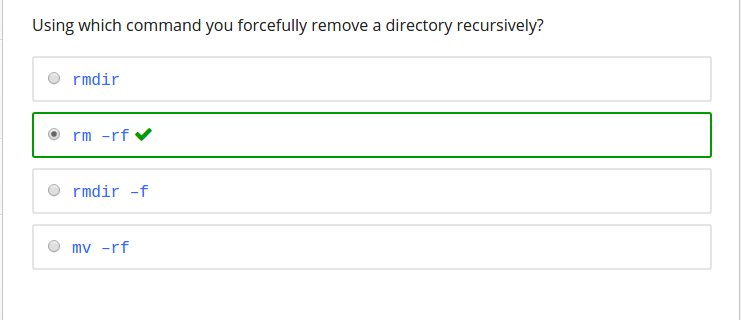 Using which command you forcefully remove a directory recursively?
rmdir
rm –rf
rmdir –f
mv –rf